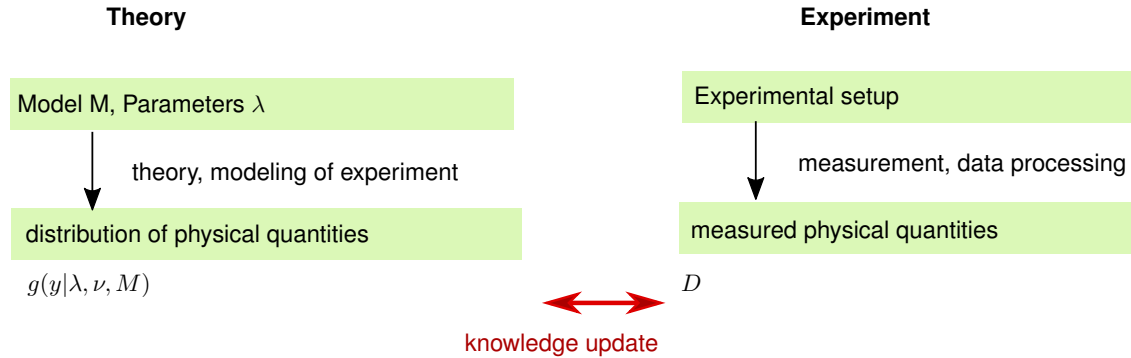 Theory
Experiment
Model M, Parameters λ
Experimental setup
theory, modeling of experiment
measurement, data processing
distribution of physical quantities
measured physical quantities
g(y|λ, ν, M)
D
knowledge update